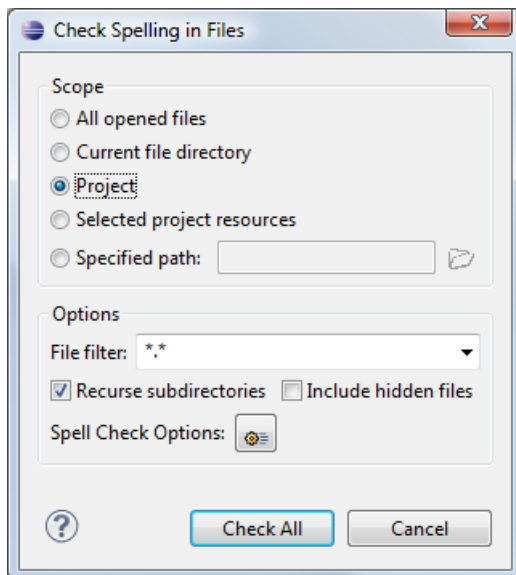 Check Spelling in Files
Scope
All opened files
Current file directory
Project
Selected project resources
Specified path:
Options
File filter: *.*
Recurse subdirectories Include hidden files
Spell Check Options:
? Check All Cancel